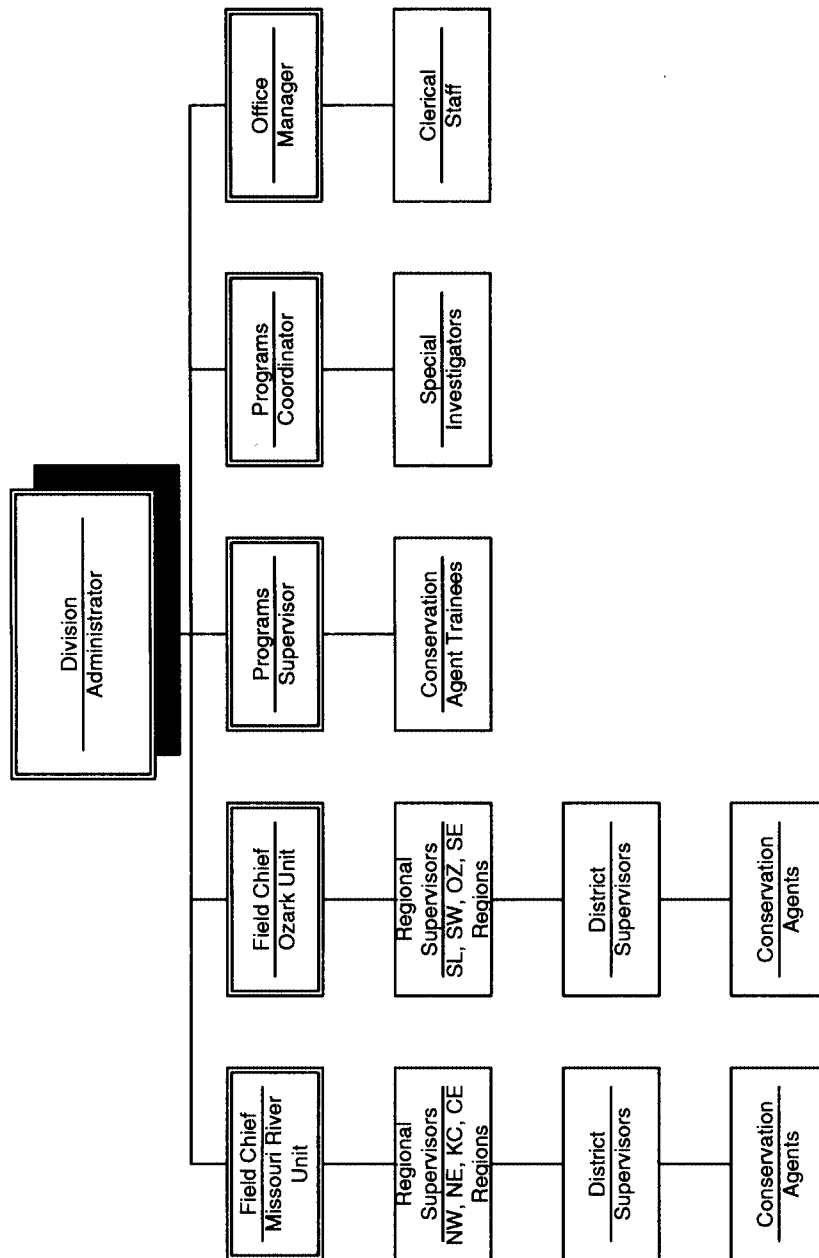 Division
Administrator
Field Chief
Missouri River
Unit
Field Chief
Ozark Unit
Programs
Supervisor
Programs
Coordinator
Office
Manager
Regional
Supervisors
NW, NE, KC, CE
Regions
Regional
Supervisors
SL, SW, OZ, SE
Regions
Conservation
Agent Trainees
Special
Investigators
Clerical
Staff
District
Supervisors
District
Supervisors
Conservation
Agents
Conservation
Agents